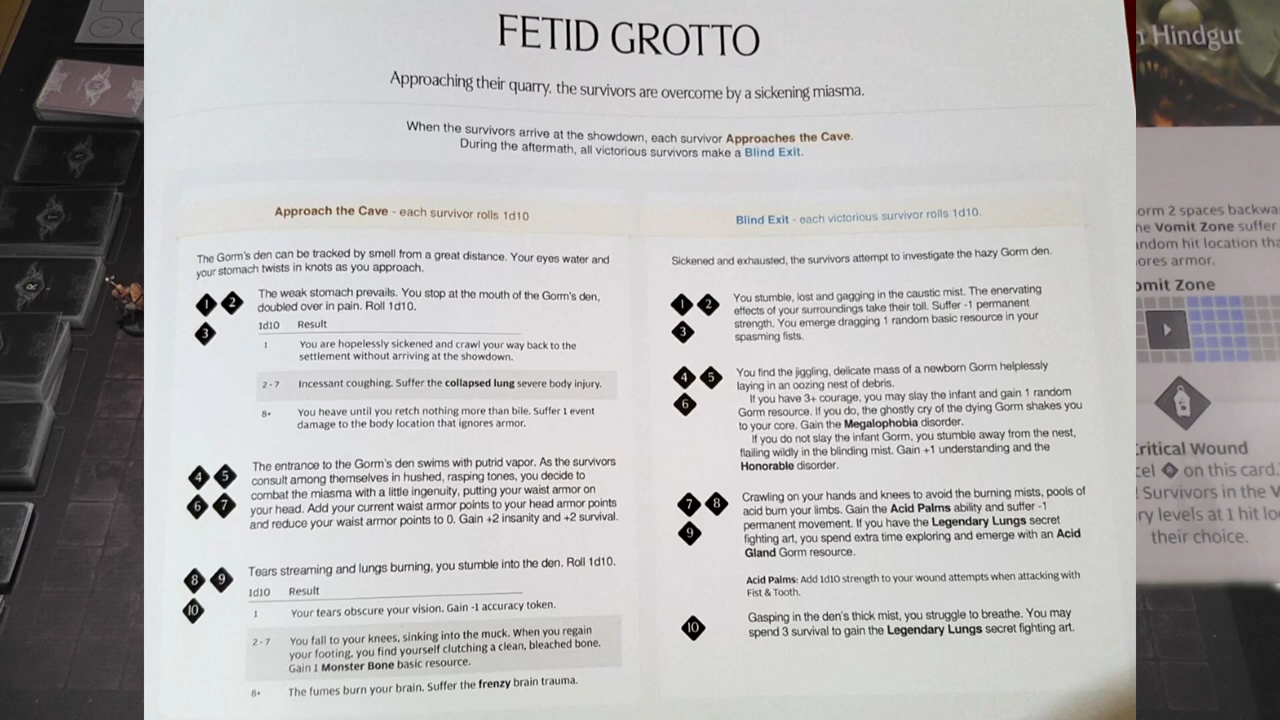 FETID GROTTO
Approaching their quarry, the survivors are overcome by a sickening miasma.
When the survivors arrive at the showdown, each survivor Approaches the Cave.
During the aftermath, all victorious survivors make a Blind Exit.
Approach the Cave - each survivor rolls 1d10
The Gorm's den can be tracked by smell from a great distance. Your eyes water and
your stomach twists in knots as you approach.
1 2
3
The weak stomach prevails. You stop at the mouth of the Gorm's den,
doubled over in pain. Roll 1d10.
1d10 Result
1 You are hopelessly sickened and crawl your way back to the
settlement without arriving at the showdown.
2-7 Incessant coughing. Suffer the collapsed lung severe body injury.
8+ You heave until you retch nothing more than bile. Suffer 1 event
damage to the body location that ignores armor.
4 5
6 7
The entrance to the Gorm's den swims with putrid vapor. As the survivors
consult among themselves in hushed, rasping tones, you decide to
combat the miasma with a little ingenuity, putting your waist armor on
your head. Add your current waist armor points to your head armor points
and reduce your waist armor points to 0. Gain +2 insanity and +2 survival.
8 9
10
Tears streaming and lungs burning, you stumble into the den. Roll 1d10.
1d10 Result
1 Your tears obscure your vision. Gain -1 accuracy token.
2-7 You fall to your knees, sinking into the muck. When you regain
your footing, you find yourself clutching a clean, bleached bone.
Gain 1 Monster Bone basic resource.
8+ The fumes burn your brain. Suffer the frenzy brain trauma.
Blind Exit - each victorious survivor rolls 1d10.
Sickened and exhausted, the survivors attempt to investigate the hazy Gorm den.
1 2
3
You stumble, lost and gagging in the caustic mist. The enervating
effects of your surroundings take their toll. Suffer -1 permanent
strength. You emerge dragging 1 random basic resource in your
spasming fists.
4 5
6
You find the jiggling, delicate mass of a newborn Gorm helplessly
laying in an oozing nest of debris.
If you have 3+ courage, you may slay the infant and gain 1 random
Gorm resource. If you do, the ghostly cry of the dying Gorm shakes you
to your core. Gain the Megalophobia disorder.
If you do not slay the infant Gorm, you stumble away from the nest,
flailing wildly in the blinding mist. Gain +1 understanding and the
Honorable disorder.
7 8
9
Crawling on your hands and knees to avoid the burning mists, pools of
acid burn your limbs. Gain the Acid Palms ability and suffer -1
permanent movement. If you have the Legendary Lungs secret
fighting art, you spend extra time exploring and emerge with an Acid
Gland Gorm resource.
Acid Palms: Add 1d10 strength to your wound attempts when attacking with
Fist & Tooth.
10
Gasping in the den's thick mist, you struggle to breathe. You may
spend 3 survival to gain the Legendary Lungs secret fighting art.
Hindgut
orm 2 spaces backwa
he Vomit Zone suffer
andom hit location tha
ores armor.
omit Zone
Critical Wound
cel on this card.
! Survivors in the V
ry levels at 1 hit lo
their choice.